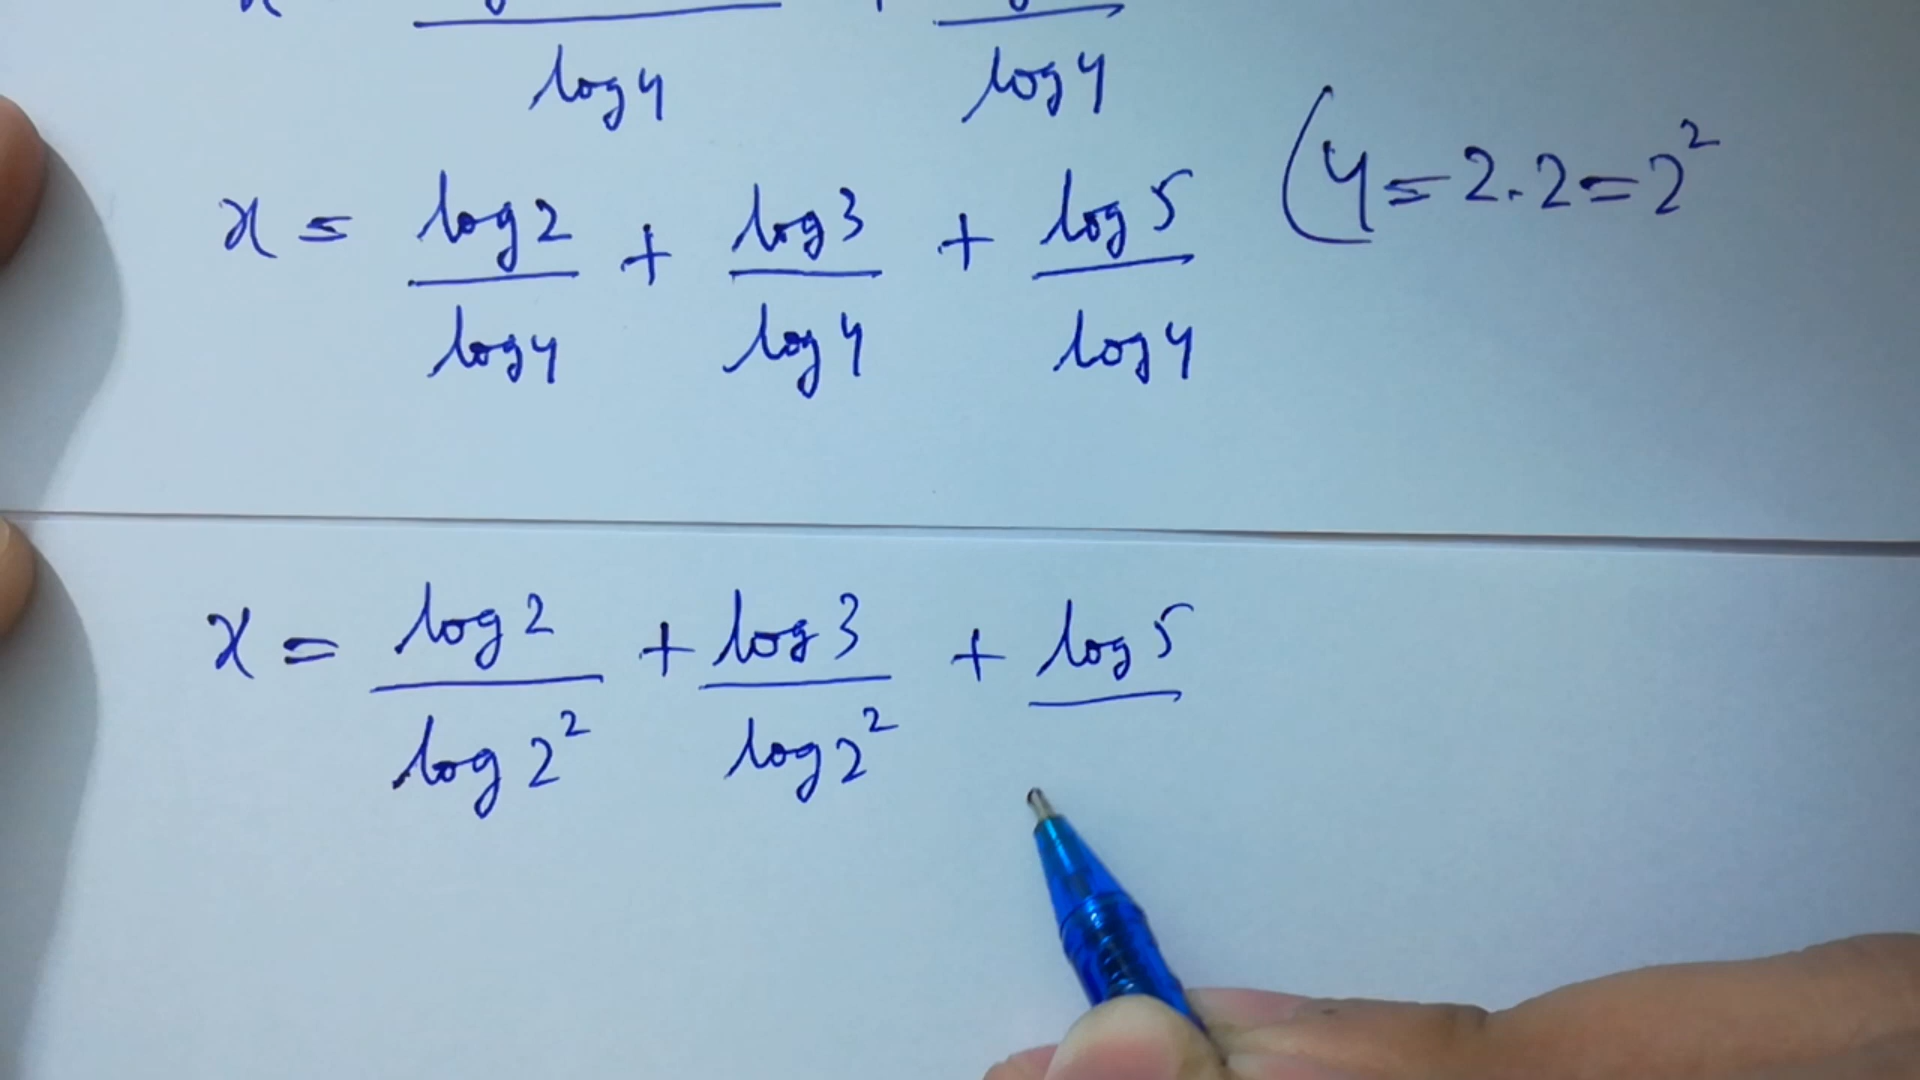 log4 log4
x = log2/log4 + log3/log4 + log5/log4 (4=2.2=2²
x = log2/log2² + log3/log2² + log5